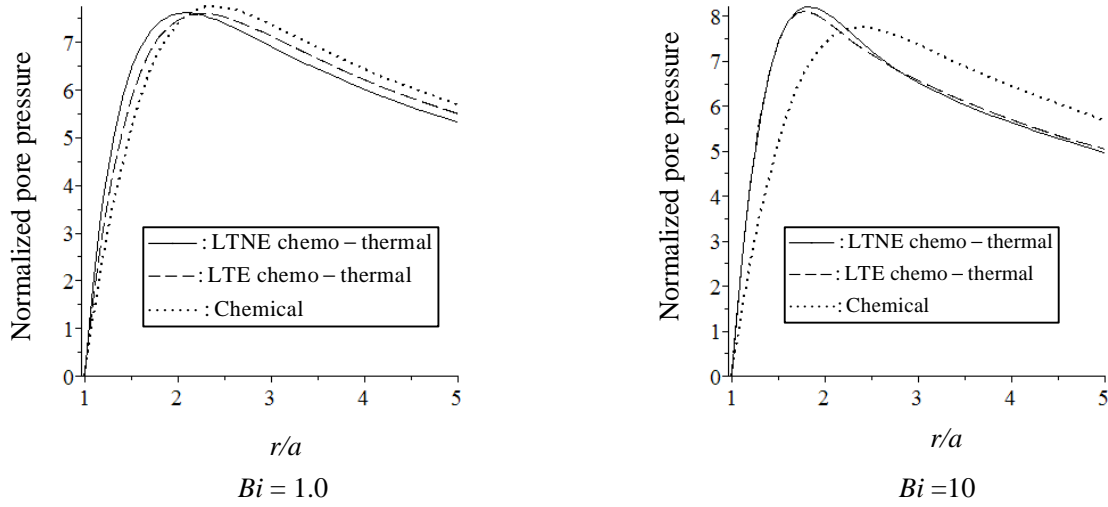 Normalized pore pressure
7
6
5
4
3
2
1
0
: LTNE chemo – thermal
: LTE chemo – thermal
: Chemical
1 2 3 4 5
r/a
Bi = 1.0
Normalized pore pressure
8
7
6
5
4
3
2
1
0
: LTNE chemo – thermal
: LTE chemo – thermal
: Chemical
1 2 3 4 5
r/a
Bi =10